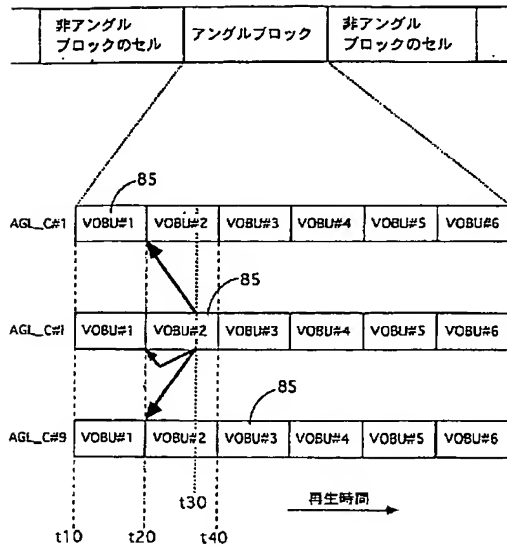 非アングル
ブロックのセル
アングルブロック
非アングル
ブロックのセル
85
AGL_C#1 VOBU#1 VOBU#2 VOBU#3 VOBU#4 VOBU#5 VOBU#6
85
AGL_C#i VOBU#1 VOBU#2 VOBU#3 VOBU#4 VOBU#5 VOBU#6
85
AGL_C#9 VOBU#1 VOBU#2 VOBU#3 VOBU#4 VOBU#5 VOBU#6
t30
再生時間
t10 t20 t40